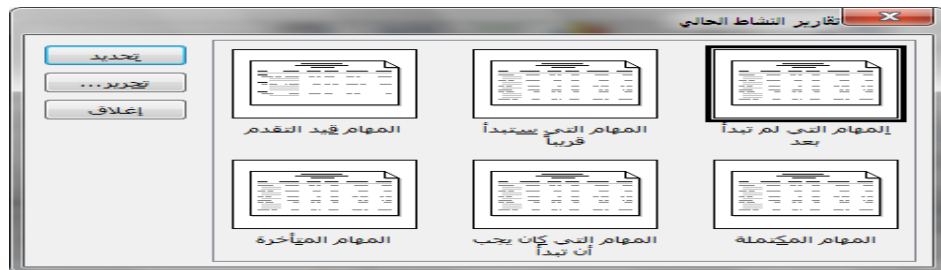 تقارير النشاط الحالي
المهام التي لم تبدأ
بعد
المهام التي ستبدأ
قريباً
المهام قيد التقدم
المهام المكتملة
المهام التي كان يجب
أن تبدأ
المهام المتأخرة
تحديد
تحرير...
إغلاق